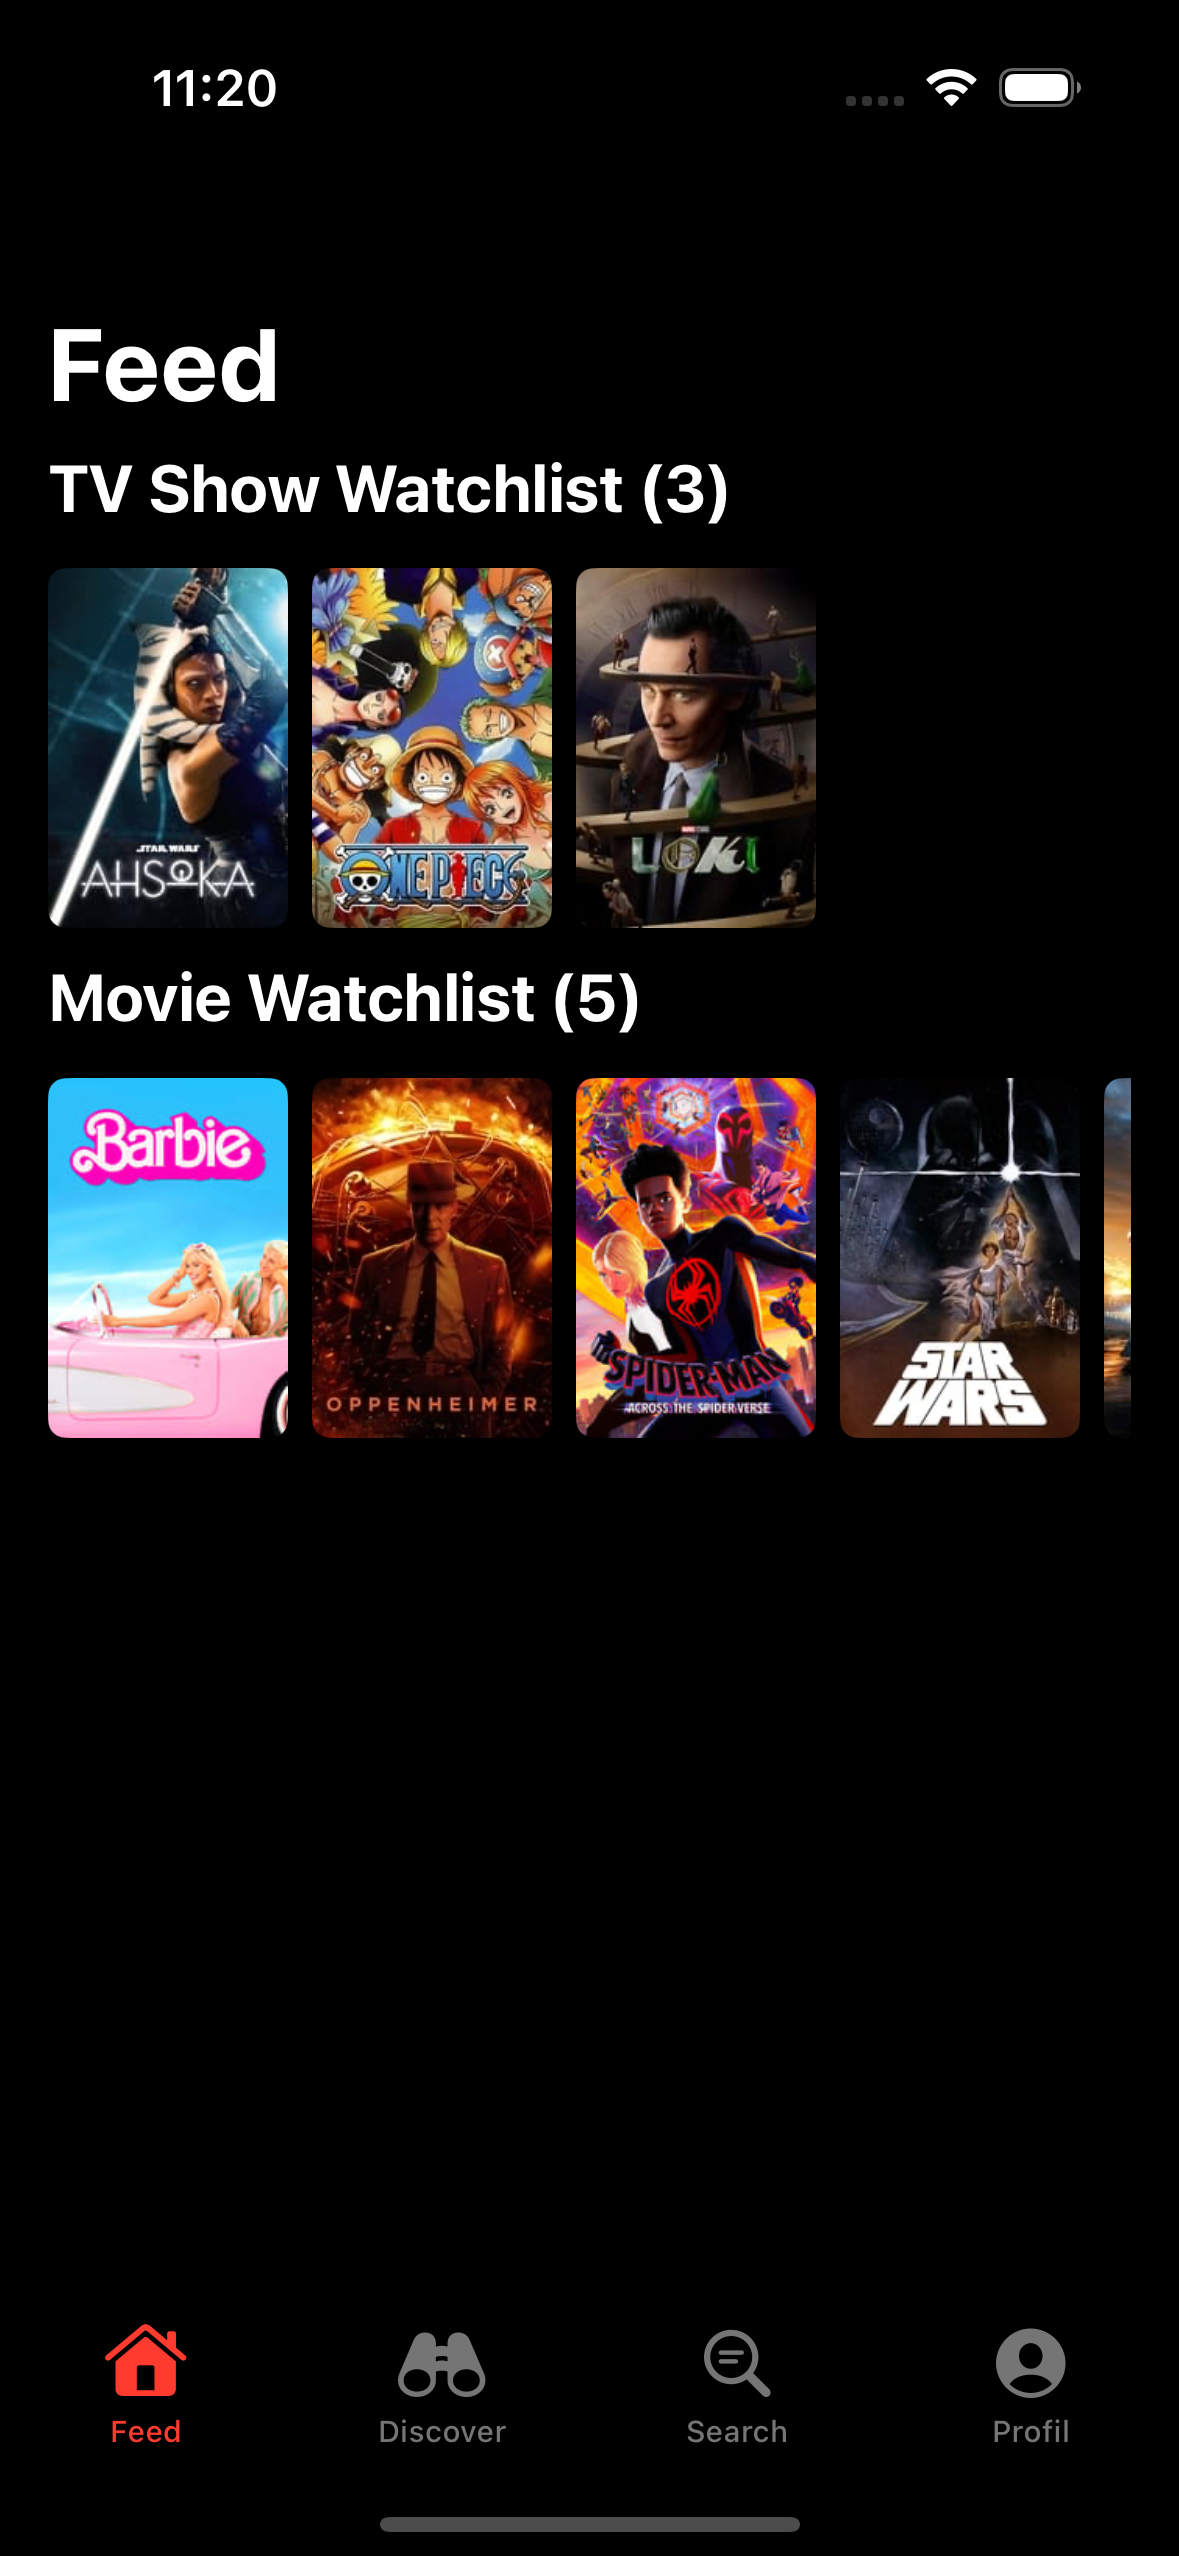 11:20
Feed
TV Show Watchlist (3)
STAR WARS
AHSOKA
ONE PIECE
LOKI
Movie Watchlist (5)
Barbie
OPPENHEIMER
SPIDER-MAN
ACROSS THE SPIDER-VERSE
STAR
WARS
Feed
Discover
Search
Profil